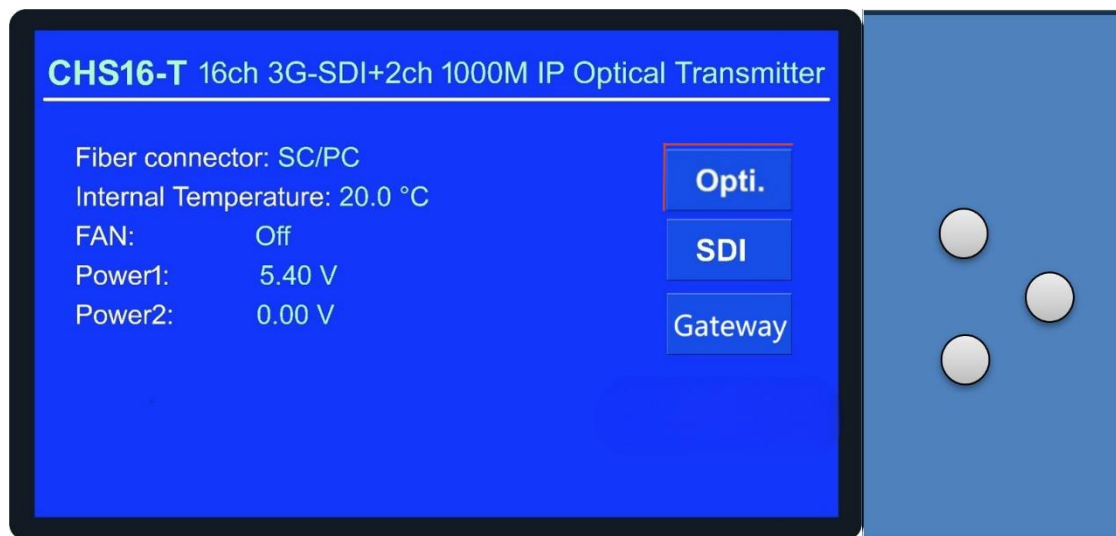 CHS16-T 16ch 3G-SDI+2ch 1000M IP Optical Transmitter
Fiber connector: SC/PC
Internal Temperature: 20.0 °C
FAN: Off
Power1: 5.40 V
Power2: 0.00 V
Opti.
SDI
Gateway